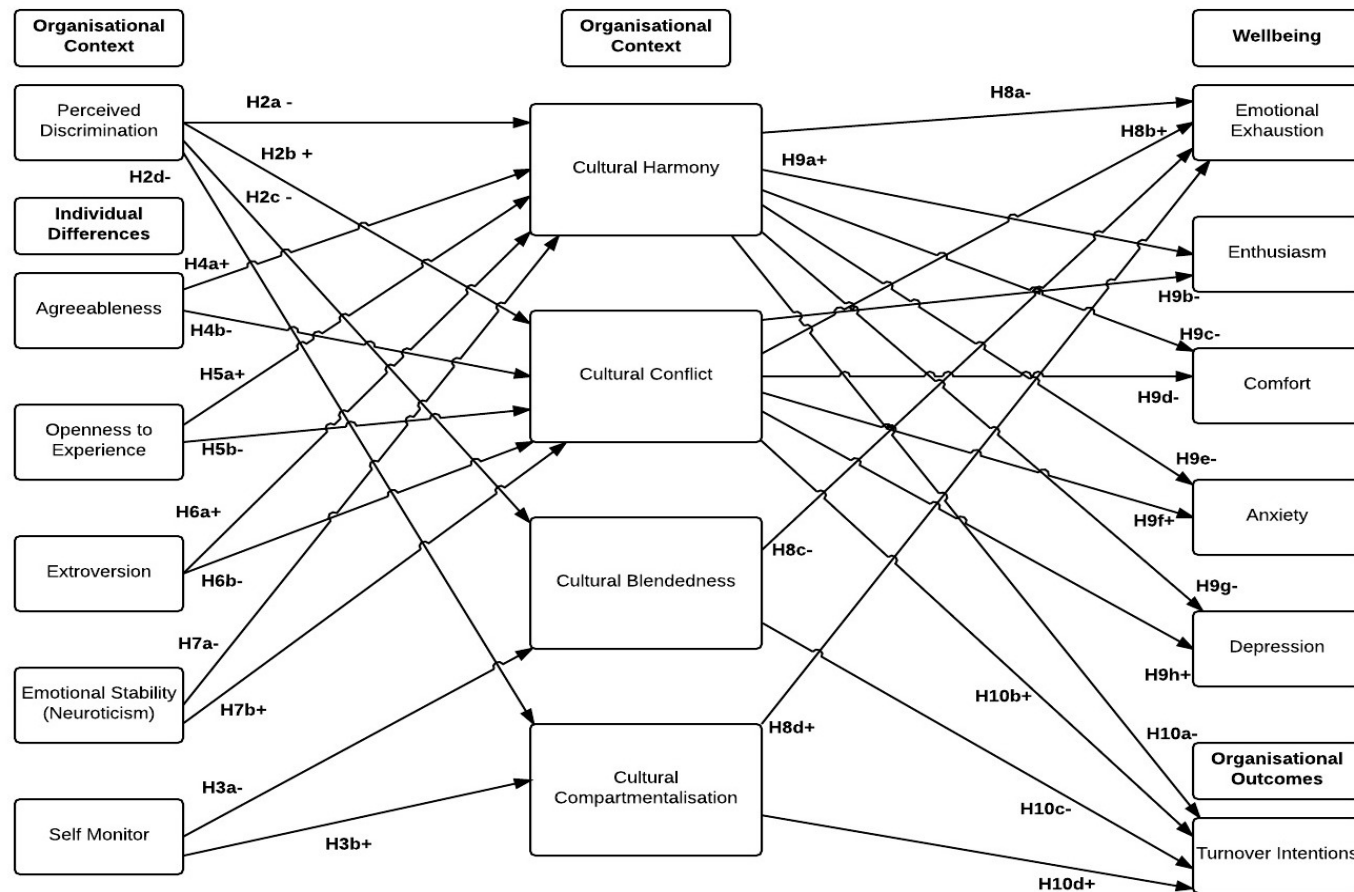 Organisational
Context
Organisational
Context
Wellbeing
Perceived
Discrimination
H2a -
H2b +
H2c -
H2d-
Cultural Harmony
H8a-
H8b+
H9a+
Emotional
Exhaustion
Individual
Differences
Enthusiasm
H4a+
Agreeableness
H4b-
H9b-
H9c-
H5a+
Cultural Conflict
Comfort
H9d-
Openness to
Experience
H5b-
H9e-
H6a+
H9f+
Anxiety
Extroversion
H6b-
H8c-
Cultural Blendedness
H9g-
H7a-
Depression
H9h+
Emotional Stability
(Neuroticism)
H7b+
H10b+
H8d+
H10a-
Organisational
Outcomes
H3a-
Cultural
Compartmentalisation
H10c-
Self Monitor
H3b+
Turnover Intentions
H10d+